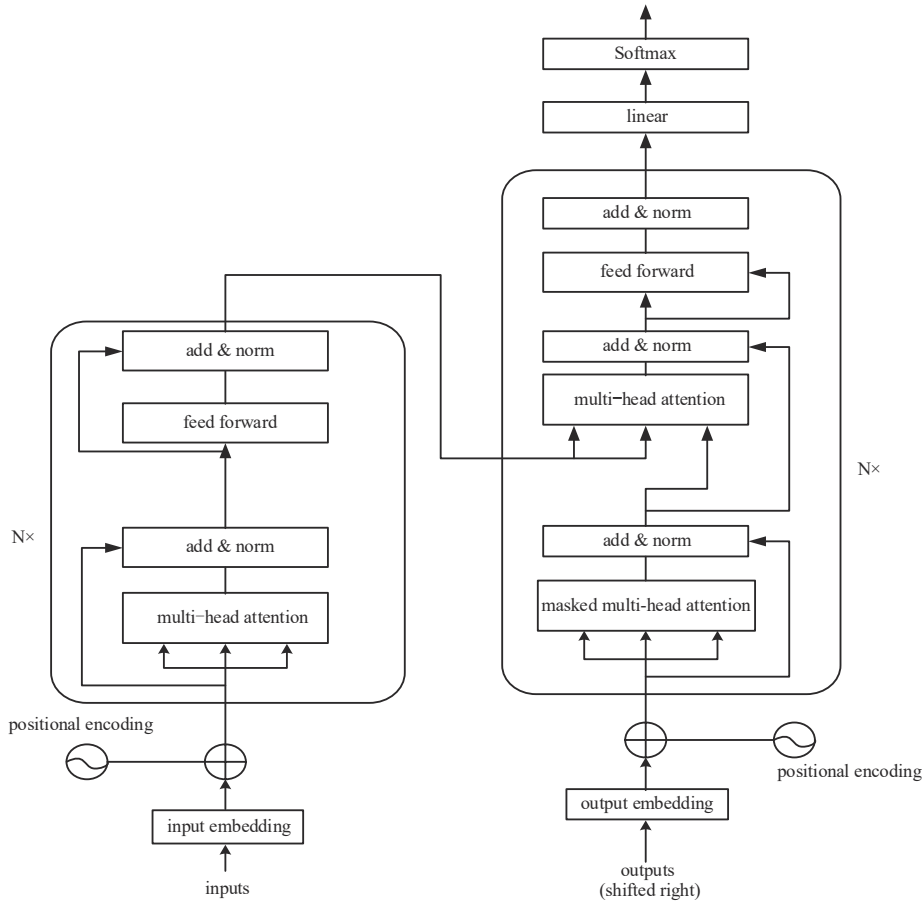 Softmax
linear
add & norm
feed forward
add & norm
multi−head attention
N×
add & norm
masked multi-head attention
positional encoding
output embedding
outputs
(shifted right)
add & norm
feed forward
N×
add & norm
multi−head attention
positional encoding
input embedding
inputs